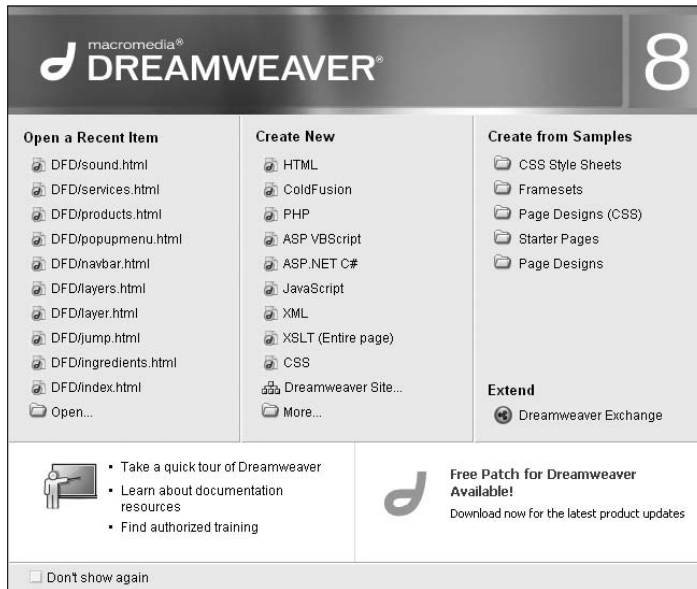 macromedia®
DREAMWEAVER®
8
Open a Recent Item
DFD/sound.html
DFD/services.html
DFD/products.html
DFD/popupmenu.html
DFD/navbar.html
DFD/layers.html
DFD/layer.html
DFD/jump.html
DFD/ingredients.html
DFD/index.html
Open...
Create New
HTML
ColdFusion
PHP
ASP VBScript
ASP.NET C#
JavaScript
XML
XSLT (Entire page)
CSS
Dreamweaver Site...
More...
Create from Samples
CSS Style Sheets
Framesets
Page Designs (CSS)
Starter Pages
Page Designs
Extend
Dreamweaver Exchange
• Take a quick tour of Dreamweaver
• Learn about documentation
resources
• Find authorized training
Free Patch for Dreamweaver
Available!
Download now for the latest product updates
Don't show again